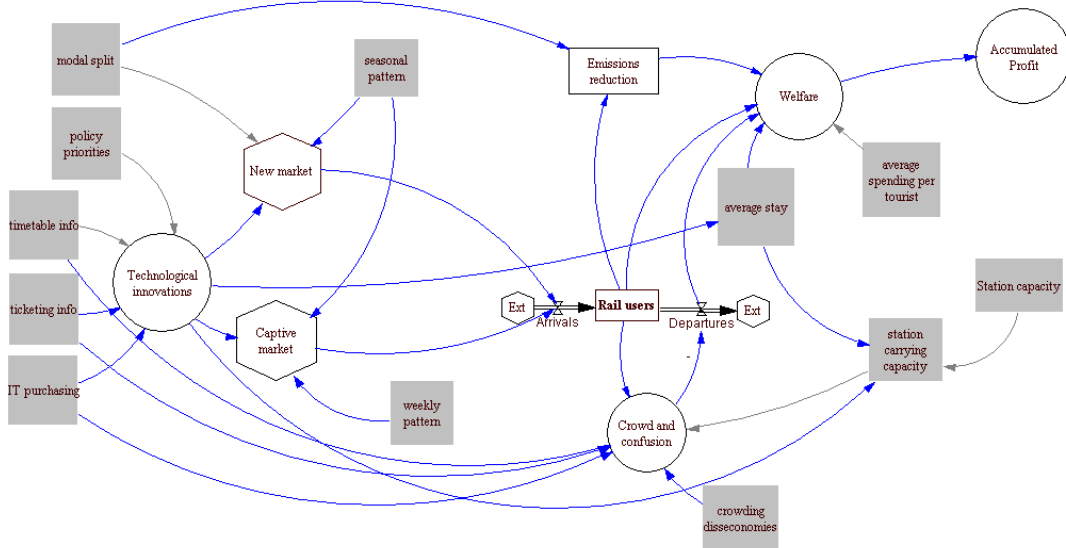 modal split
seasonal
pattern
Emissions
reduction
Welfare
Accumulated
Profit
policy
priorities
New market
average
spending per
tourist
timetable info
average stay
Technological
innovations
ticketing info
Ext
Arrivals
Rail users
Departures
Ext
Station capacity
Captive
market
station
carrying
capacity
-
IT purchasing
weekly
pattern
Crowd and
confusion
crowding
diseconomies